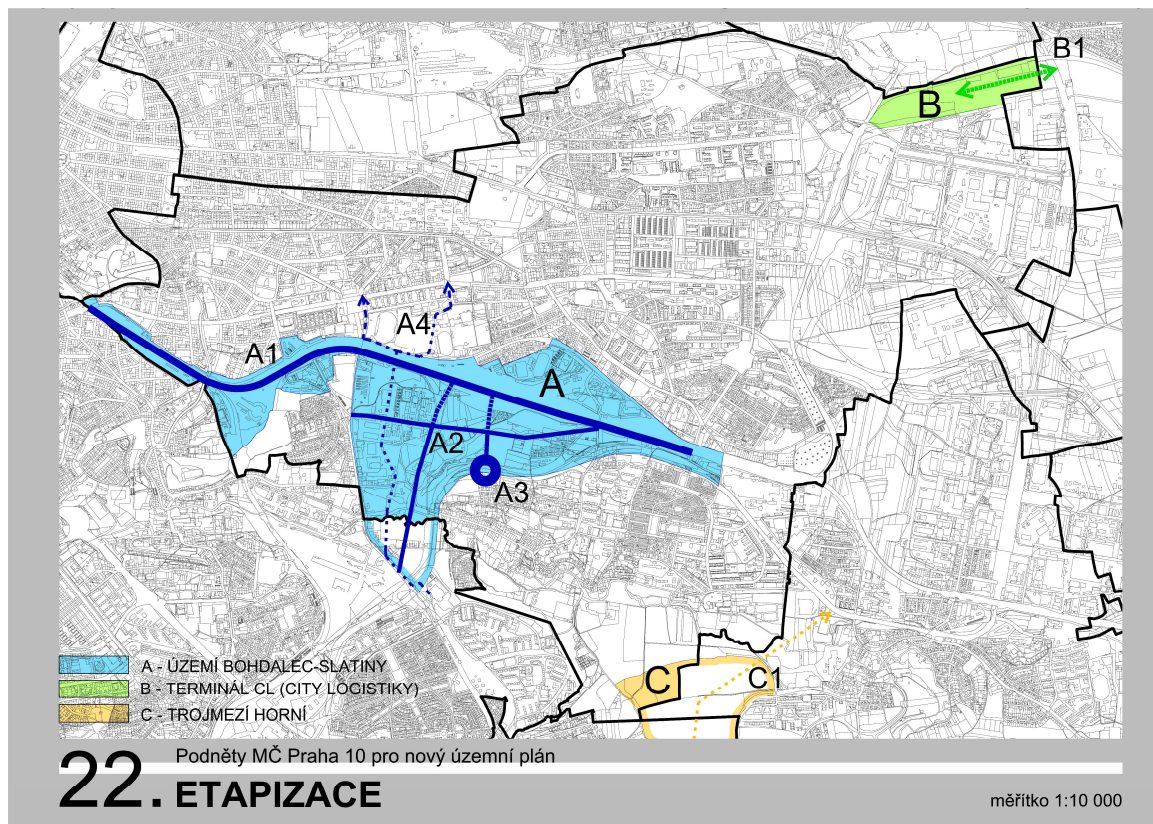 B1
B
A4
A1
A
A2
A3
C
C1
A - ÚZEMÍ BOHDALEC-SLATINY
B - TERMINÁL CL (CITY LOGISTIKY)
C - TROJMEZÍ HORNÍ
22. Podněty MČ Praha 10 pro nový územní plán
ETAPIZACE
měřítko 1:10 000